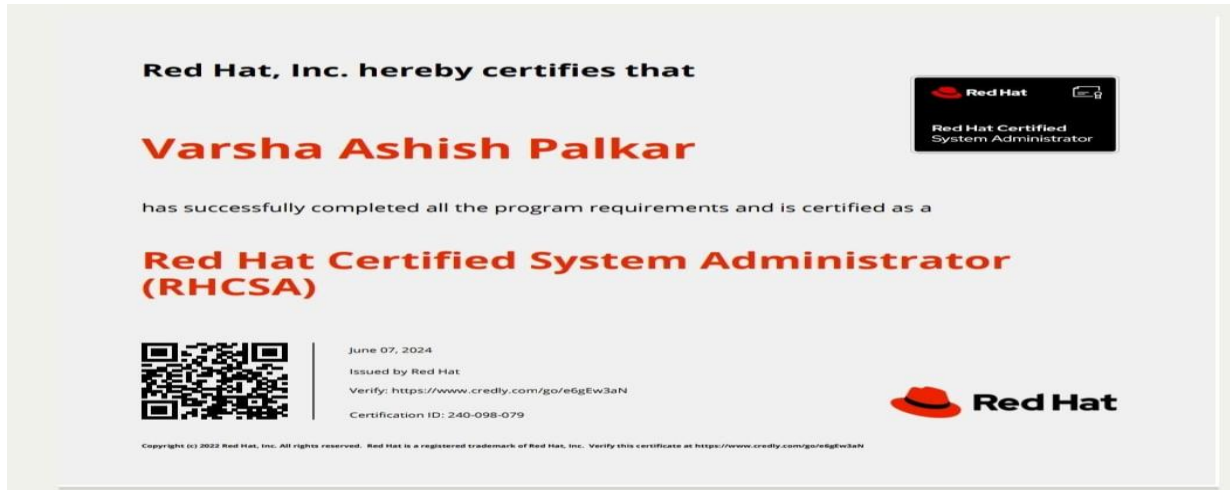 Red Hat, Inc. hereby certifies that
Red Hat
Red Hat Certified
System Administrator
Varsha Ashish Palkar
has successfully completed all the program requirements and is certified as a
Red Hat Certified System Administrator
(RHCSA)
June 07, 2024
Issued by Red Hat
Verify: https://www.credly.com/go/e6gEw3aN
Certification ID: 240-098-079
Red Hat
Copyright (c) 2022 Red Hat, Inc. All rights reserved. Red Hat is a registered trademark of Red Hat, Inc. Verify this certificate at https://www.credly.com/go/e6gEw3aN